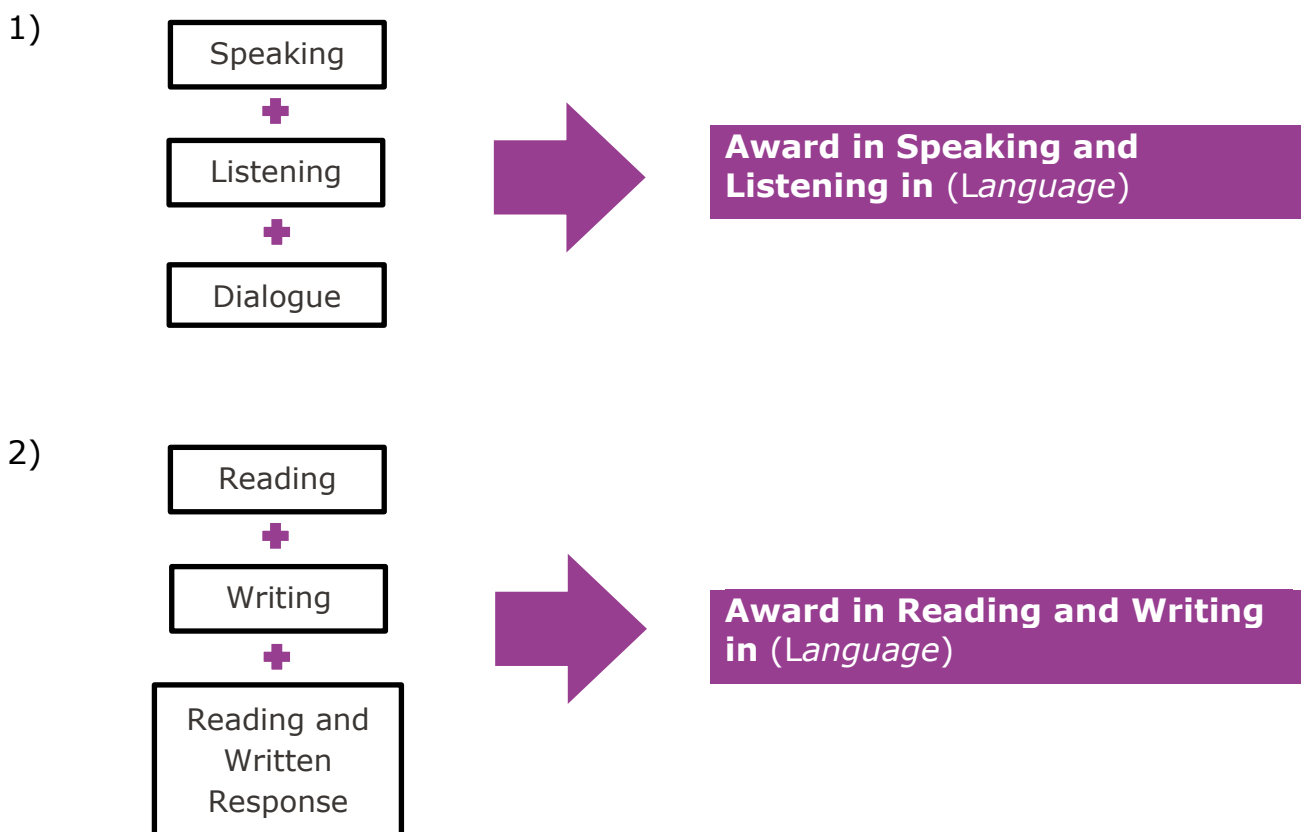 1)
Speaking
Listening
Dialogue
Award in Speaking and
Listening in (Language)
2)
Reading
Writing
Reading and
Written
Response
Award in Reading and Writing
in (Language)